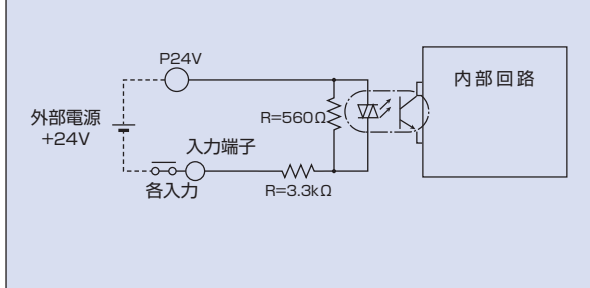 P24V
内部回路
外部電源
+24V
R=560Ω
入力端子
各入力
R=3.3kΩ